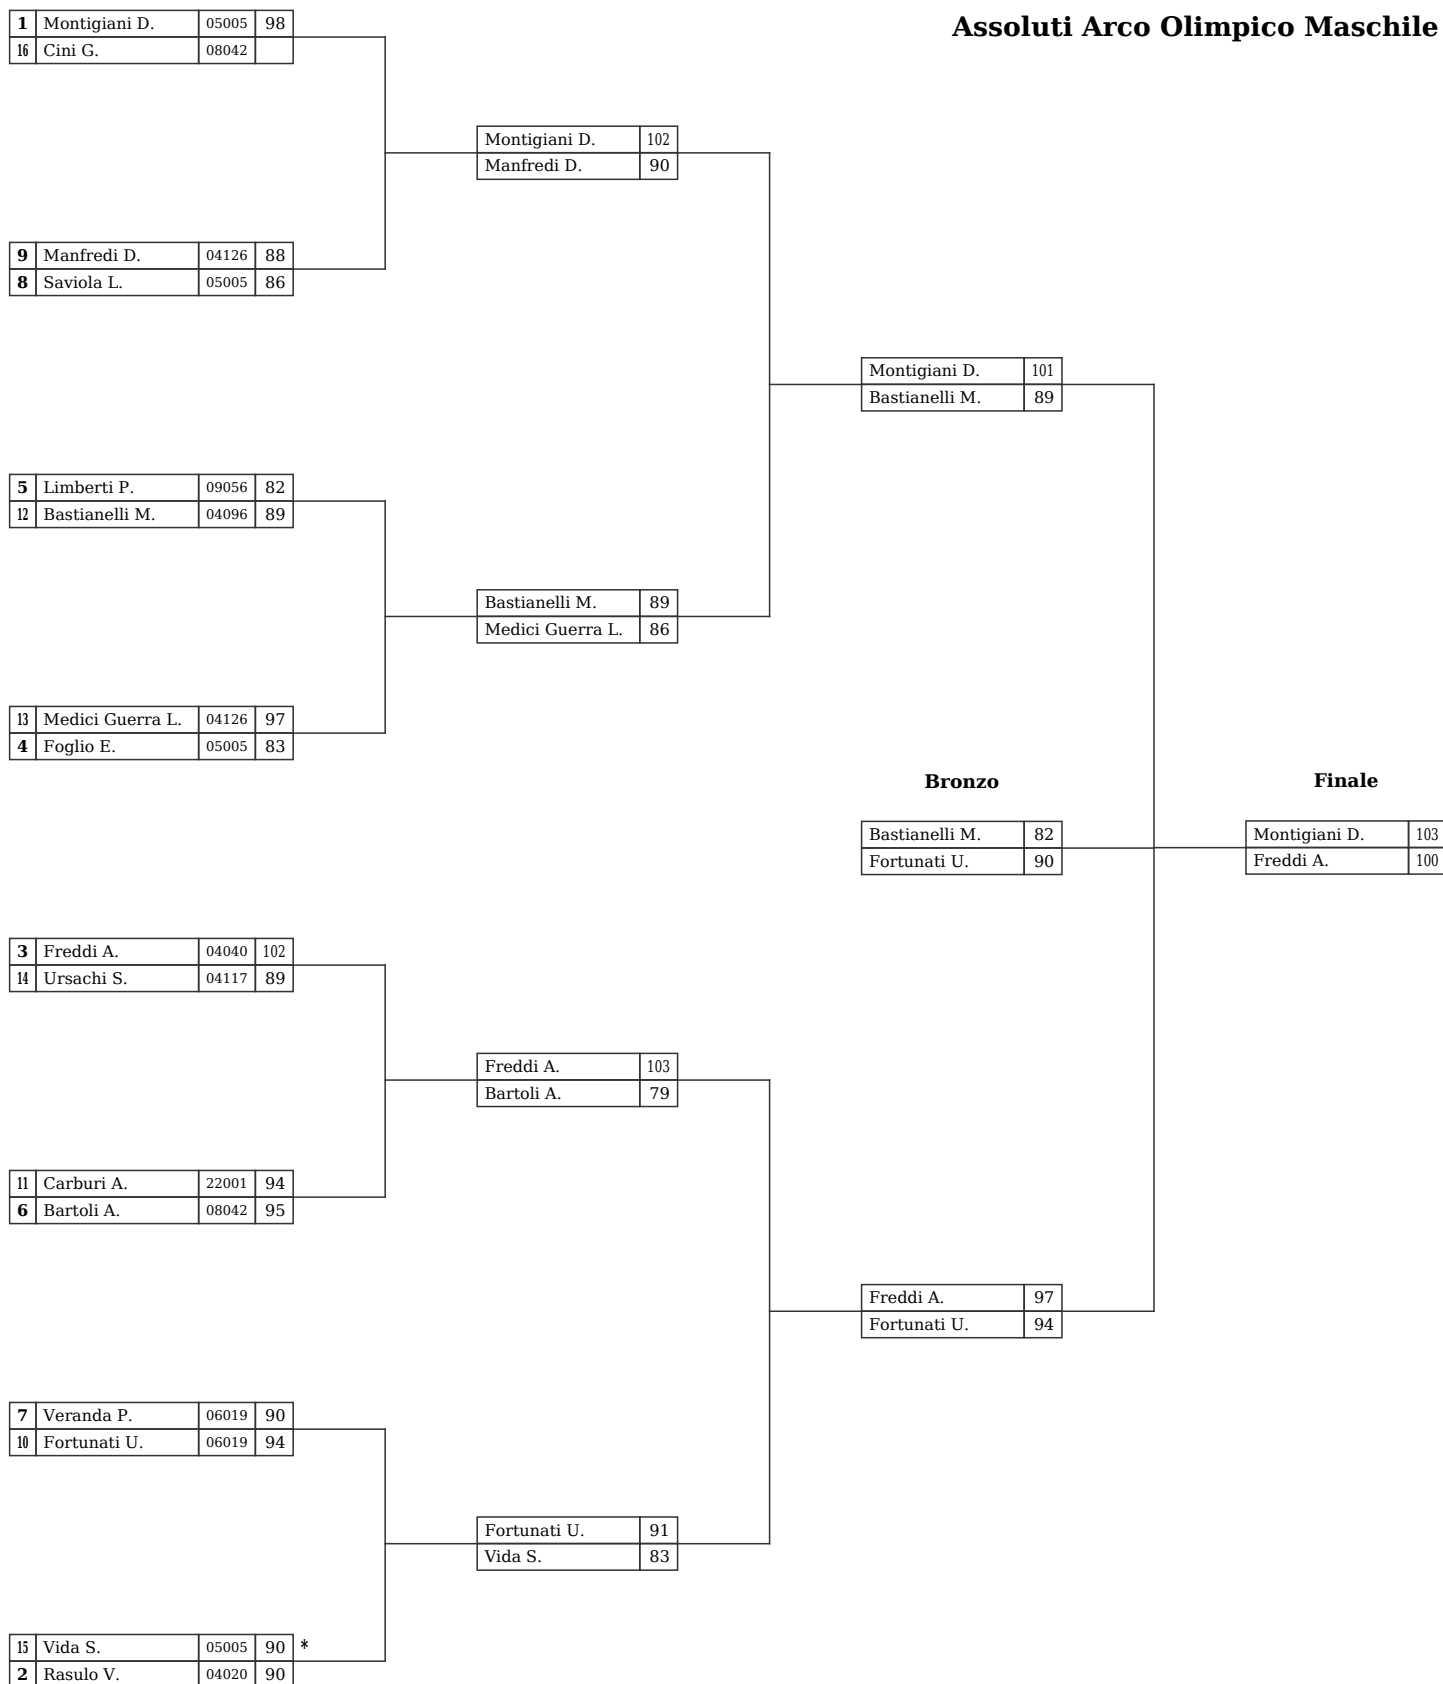 Assoluti Arco Olimpico Maschile
1 Montigiani D. 05005 98
16 Cini G. 08042
Montigiani D. 102
Manfredi D. 90
9 Manfredi D. 04126 88
8 Saviola L. 05005 86
Montigiani D. 101
Bastianelli M. 89
5 Limberti P. 09056 82
12 Bastianelli M. 04096 89
Bastianelli M. 89
Medici Guerra L. 86
13 Medici Guerra L. 04126 97
4 Foglio E. 05005 83
Bronzo Finale
Bastianelli M. 82 Montigiani D. 103
Fortunati U. 90 Freddi A. 100
3 Freddi A. 04040 102
14 Ursachi S. 04117 89
Freddi A. 103
Bartoli A. 79
11 Carburi A. 22001 94
6 Bartoli A. 08042 95
Freddi A. 97
Fortunati U. 94
7 Veranda P. 06019 90
10 Fortunati U. 06019 94
Fortunati U. 91
Vida S. 83
15 Vida S. 05005 90 *
2 Rasulo V. 04020 90